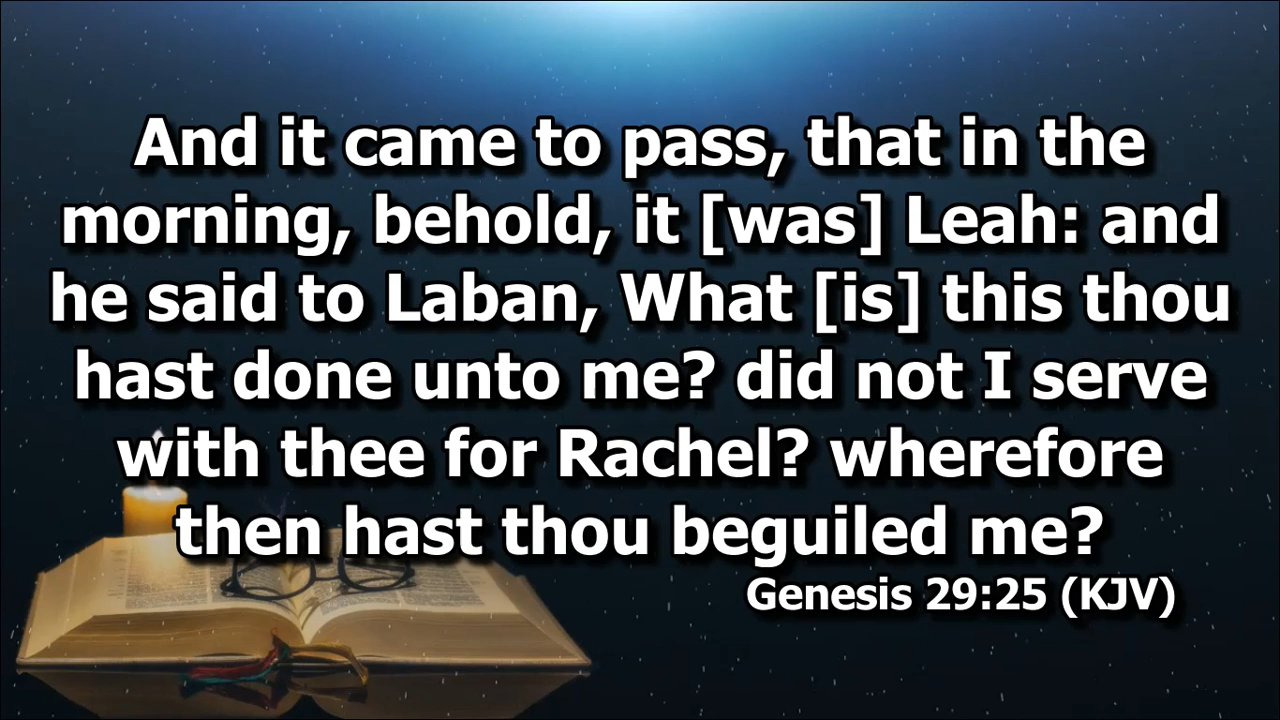 And it came to pass, that in the
morning, behold, it [was] Leah: and
he said to Laban, What [is] this thou
hast done unto me? did not I serve
with thee for Rachel? wherefore
then hast thou beguiled me?
Genesis 29:25 (KJV)